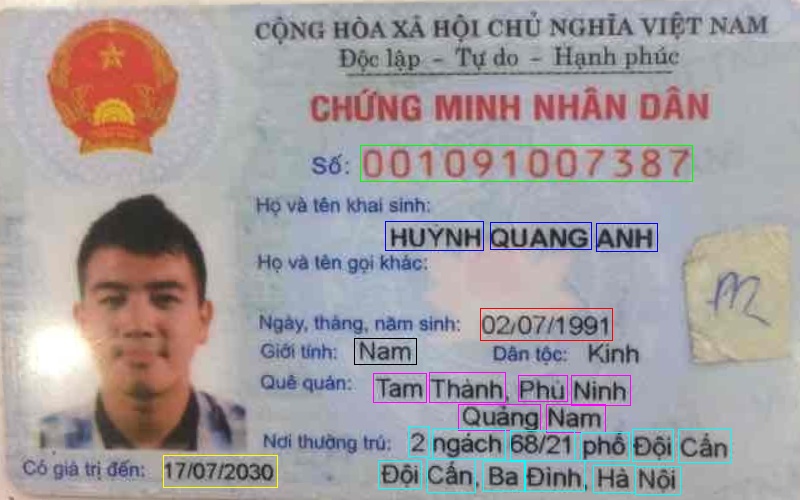 CỘNG HÒA XÃ HỘI CHỦ NGHĨA VIỆT NAM
Độc lập - Tự do - Hạnh phúc
CHỨNG MINH NHÂN DÂN
Số: 001091007387
Họ và tên khai sinh:
HUỲNH QUANG ANH
Họ và tên gọi khác:
Ngày, tháng, năm sinh: 02/07/1991
Giới tính: Nam Dân tộc: Kinh
Quê quán: Tam Thành, Phú Ninh
Quảng Nam
Nơi thường trú: 2 ngách 68/21 phố Đội Cấn
Đội Cấn, Ba Đình, Hà Nội
Có giá trị đến: 17/07/2030